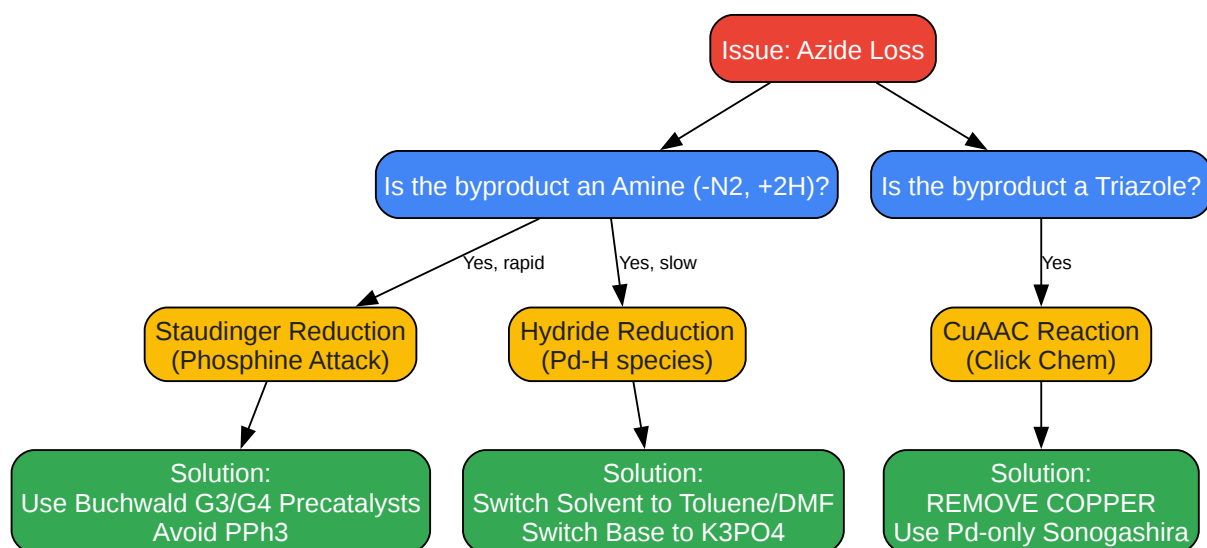 Issue: Azide Loss
Is the byproduct an Amine (-N2, +2H)?
Is the byproduct a Triazole?
Yes, rapid
Yes, slow
Yes
Staudinger Reduction
(Phosphine Attack)
Hydride Reduction
(Pd-H species)
CuAAC Reaction
(Click Chem)
Solution:
Use Buchwald G3/G4 Precatalysts
Avoid PPh3
Solution:
Switch Solvent to Toluene/DMF
Switch Base to K3PO4
Solution:
REMOVE COPPER
Use Pd-only Sonogashira